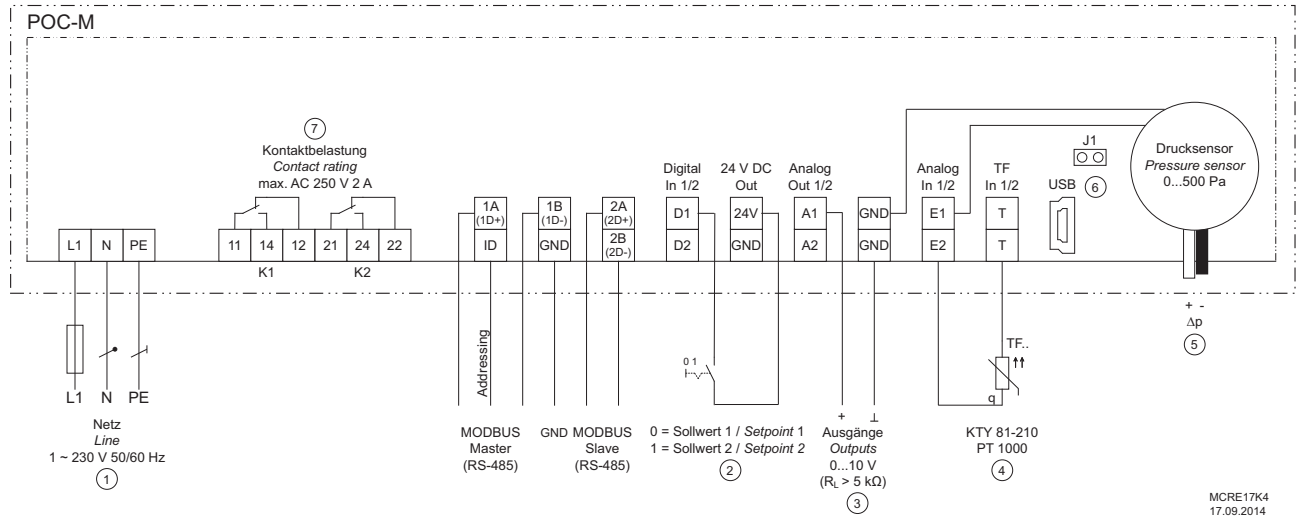 POC-M
7
Kontaktbelastung
Contact rating
max. AC 250 V 2 A
L1 N PE
11 14 12 21 24 22
K1 K2
1A
(1D+)
ID
1B
(1D-)
GND
2A
(2D+)
2B
(2D-)
Digital
In 1/2
D1
D2
24 V DC
Out
24V
GND
Analog
Out 1/2
A1
A2
GND
GND
Analog
In 1/2
E1
E2
TF
In 1/2
T
T
USB
J1
6
Drucksensor
Pressure sensor
0...500 Pa
+ -
Δp
5
L1 N PE
Netz
Line
1 ~ 230 V 50/60 Hz
1
Addressing
MODBUS
Master
(RS-485)
GND
MODBUS
Slave
(RS-485)
0 1
0 = Sollwert 1 / Setpoint 1
1 = Sollwert 2 / Setpoint 2
2
+ ⊥
Ausgänge
Outputs
0...10 V
(RL > 5 kΩ)
3
TF..
q
KTY 81-210
PT 1000
4
MCRE17K4
17.09.2014